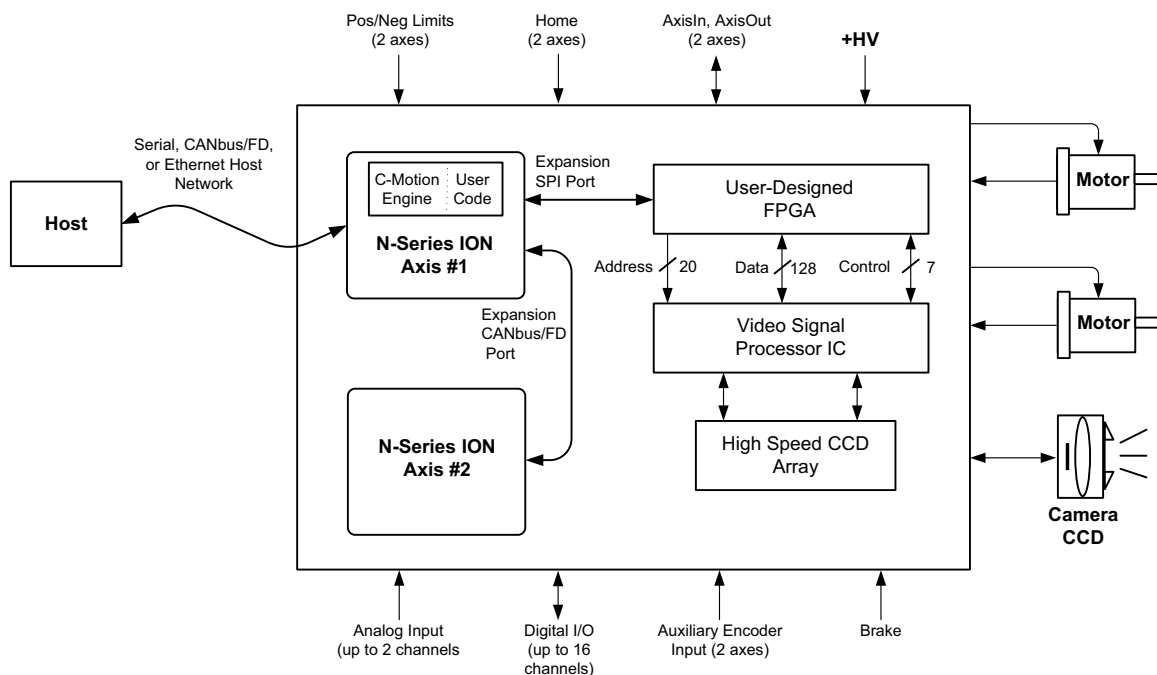 Pos/Neg Limits
(2 axes)
Home
(2 axes)
AxisIn, AxisOut
(2 axes)
+HV
Serial, CANbus/FD,
or Ethernet Host
Network
Host
C-Motion
Engine
User
Code
N-Series ION
Axis #1
Expansion
SPI Port
User-Designed
FPGA
Motor
Address
20
Data
128
Control
7
Expansion
CANbus/FD
Port
Video Signal
Processor IC
Motor
N-Series ION
Axis #2
High Speed CCD
Array
Camera
CCD
Analog Input
(up to 2 channels
Digital I/O
(up to 16
channels)
Auxiliary Encoder
Input (2 axes)
Brake